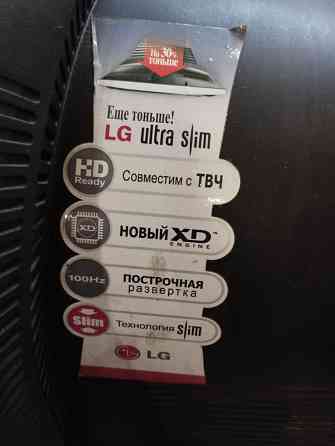 На 30%
тоньше
Еще тоньше!
LG ultra slim
HD
Ready
Совместим с ТВЧ
XD
НОВЫЙ XD™
ENGINE
100Hz
ПОСТРОЧНАЯ
развертка
Slim
Технология slim
LG